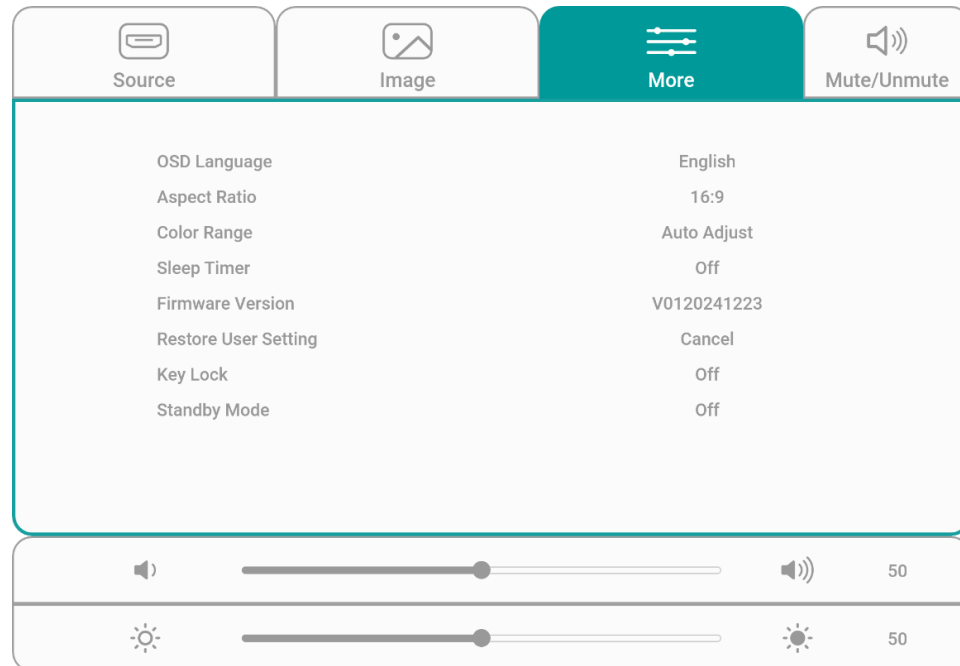 Source Image More Mute/Unmute
OSD Language English
Aspect Ratio 16:9
Color Range Auto Adjust
Sleep Timer Off
Firmware Version V0120241223
Restore User Setting Cancel
Key Lock Off
Standby Mode Off
50
50